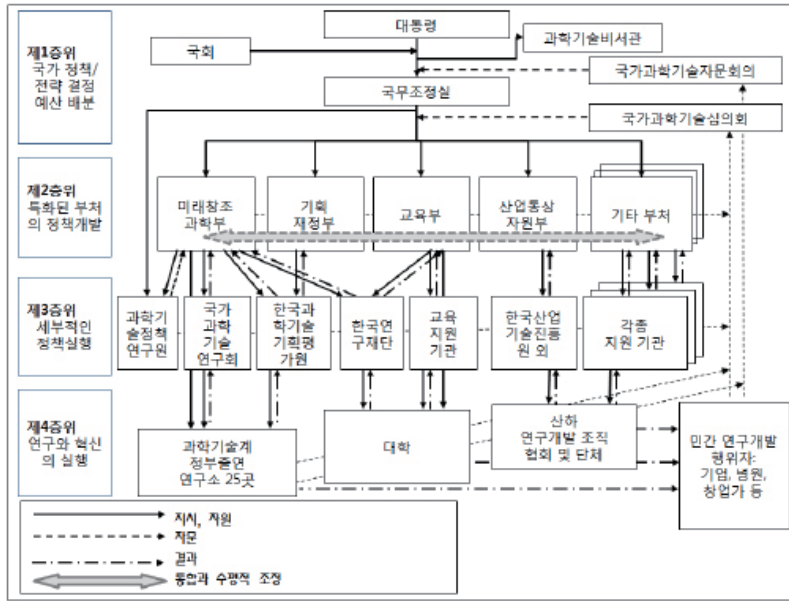 대통령
국회
과학기술비서관
제1층위
국가 정책/
전략 결정
예산 배분
국가과학기술자문회의
국무조정실
국가과학기술심의회
제2층위
특화된 부처
의 정책개발
미래창조
과학부
기획
재정부
교육부
산업통상
자원부
기타 부처
제3층위
세부적인
정책실행
과학기
술정책
연구원
국가
과학
기술
연구회
한국과
학기술
기획평
가원
한국연
구재단
교육
지원
기관
한국산업
기술진흥
원 외
각종
지원 기관
제4층위
연구와 혁신
의 실행
과학기술계
정부출연
연구소 25곳
대학
산하
연구개발 조직
협회 및 단체
민간 연구개발
행위자:
기업, 병원,
창업가 등
지시, 자원
자문
결과
통합과 수평적 조정